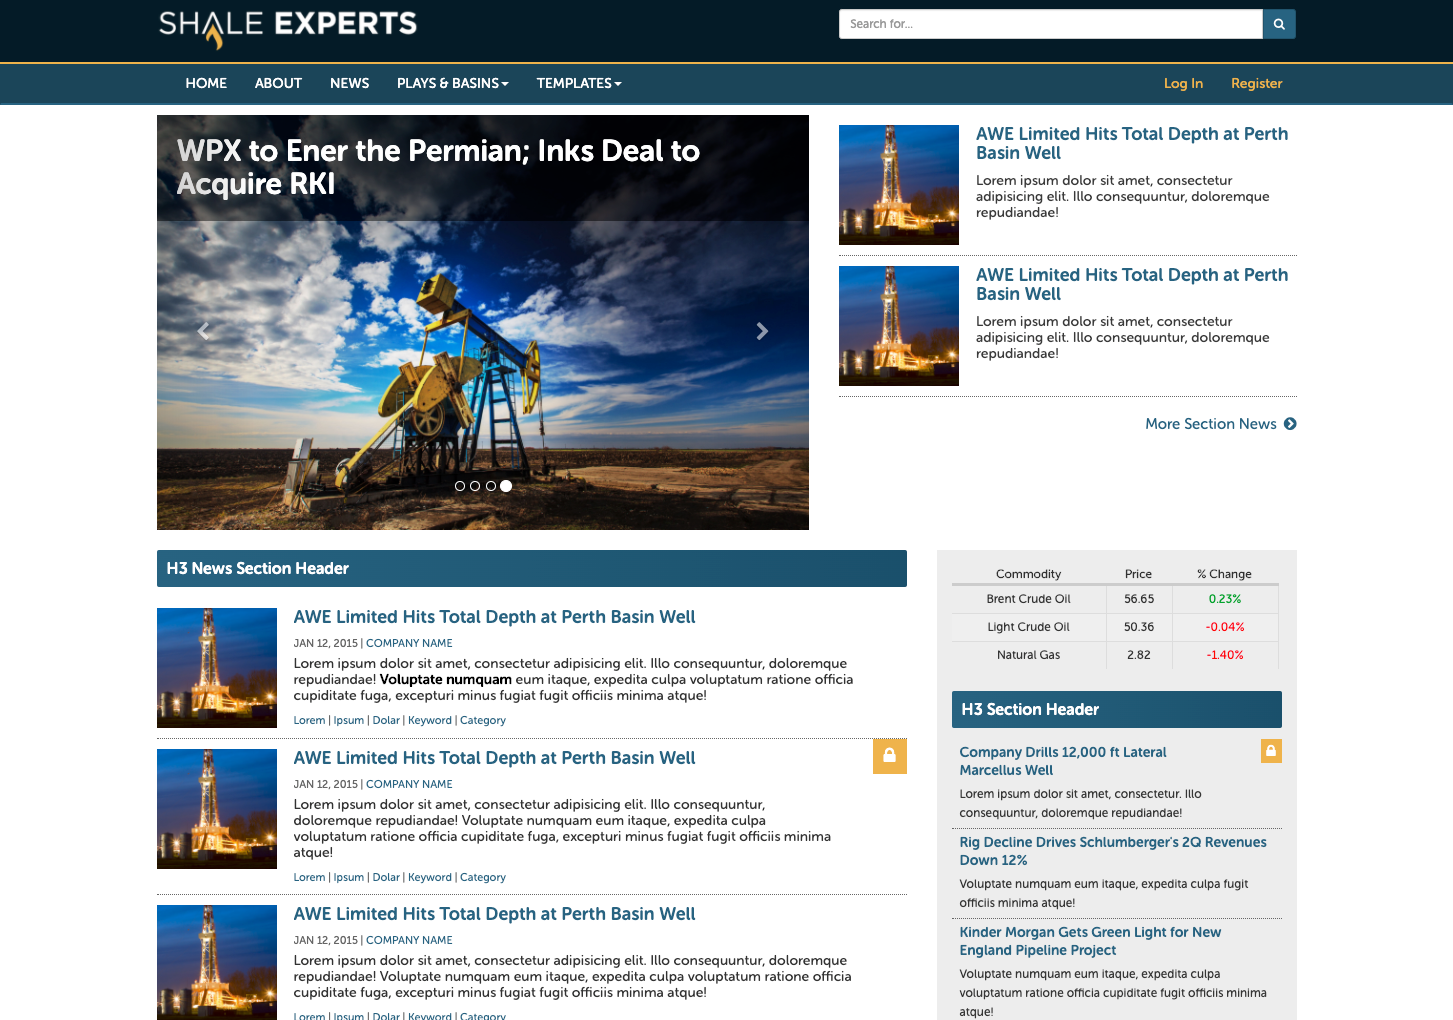 SHALE EXPERTS
Search for...
HOME ABOUT NEWS PLAYS & BASINS TEMPLATES Log In Register
WPX to Ener the Permian; Inks Deal to
Acquire RKI
AWE Limited Hits Total Depth at Perth
Basin Well
Lorem ipsum dolor sit amet, consectetur
adipisicing elit. Illo consequuntur, doloremque
repudiandae!
AWE Limited Hits Total Depth at Perth
Basin Well
Lorem ipsum dolor sit amet, consectetur
adipisicing elit. Illo consequuntur, doloremque
repudiandae!
More Section News
H3 News Section Header
AWE Limited Hits Total Depth at Perth Basin Well
JAN 12, 2015 | COMPANY NAME
Lorem ipsum dolor sit amet, consectetur adipisicing elit. Illo consequuntur, doloremque
repudiandae! Voluptate numquam eum itaque, expedita culpa voluptatum ratione officia
cupiditate fuga, excepturi minus fugiat fugit officiis minima atque!
Lorem | Ipsum | Dolar | Keyword | Category
AWE Limited Hits Total Depth at Perth Basin Well
JAN 12, 2015 | COMPANY NAME
Lorem ipsum dolor sit amet, consectetur adipisicing elit. Illo consequuntur,
doloremque repudiandae! Voluptate numquam eum itaque, expedita culpa
voluptatum ratione officia cupiditate fuga, excepturi minus fugiat fugit officiis minima
atque!
Lorem | Ipsum | Dolar | Keyword | Category
AWE Limited Hits Total Depth at Perth Basin Well
JAN 12, 2015 | COMPANY NAME
Lorem ipsum dolor sit amet, consectetur adipisicing elit. Illo consequuntur, doloremque
repudiandae! Voluptate numquam eum itaque, expedita culpa voluptatum ratione officia
cupiditate fuga, excepturi minus fugiat fugit officiis minima atque!
Lorem | Ipsum | Dolar | Keyword | Category
Commodity Price % Change
Brent Crude Oil 56.65 0.23%
Light Crude Oil 50.36 -0.04%
Natural Gas 2.82 -1.40%
H3 Section Header
Company Drills 12,000 ft Lateral
Marcellus Well
Lorem ipsum dolor sit amet, consectetur. Illo
consequuntur, doloremque repudiandae!
Rig Decline Drives Schlumberger's 2Q Revenues
Down 12%
Voluptate numquam eum itaque, expedita culpa fugit
officiis minima atque!
Kinder Morgan Gets Green Light for New
England Pipeline Project
Voluptate numquam eum itaque, expedita culpa
voluptatum ratione officia cupiditate fugit officiis minima
atque!